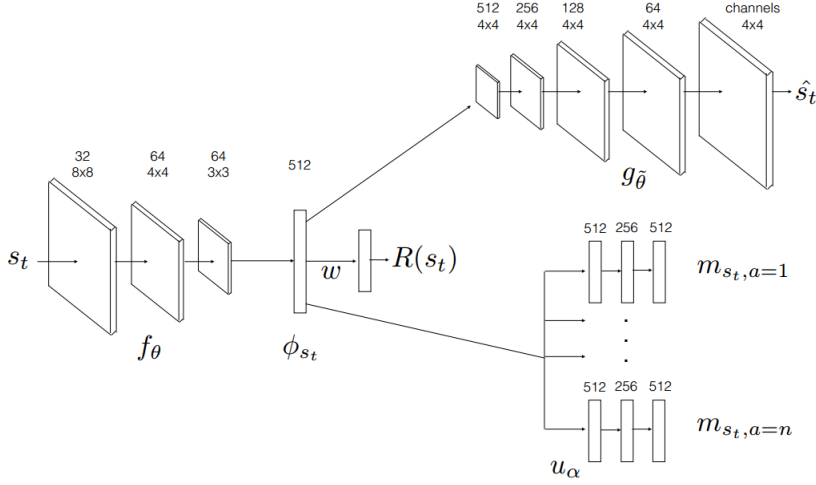 512 256 128 64 channels
4x4 4x4 4x4 4x4 4x4
ŝ_t
g_θ̃
32 64 64 512
8x8 4x4 3x3
s_t
f_θ
ϕ_{s_t}
w
R(s_t)
512 256 512
m_{s_t,a=1}
.
.
.
512 256 512
m_{s_t,a=n}
u_α